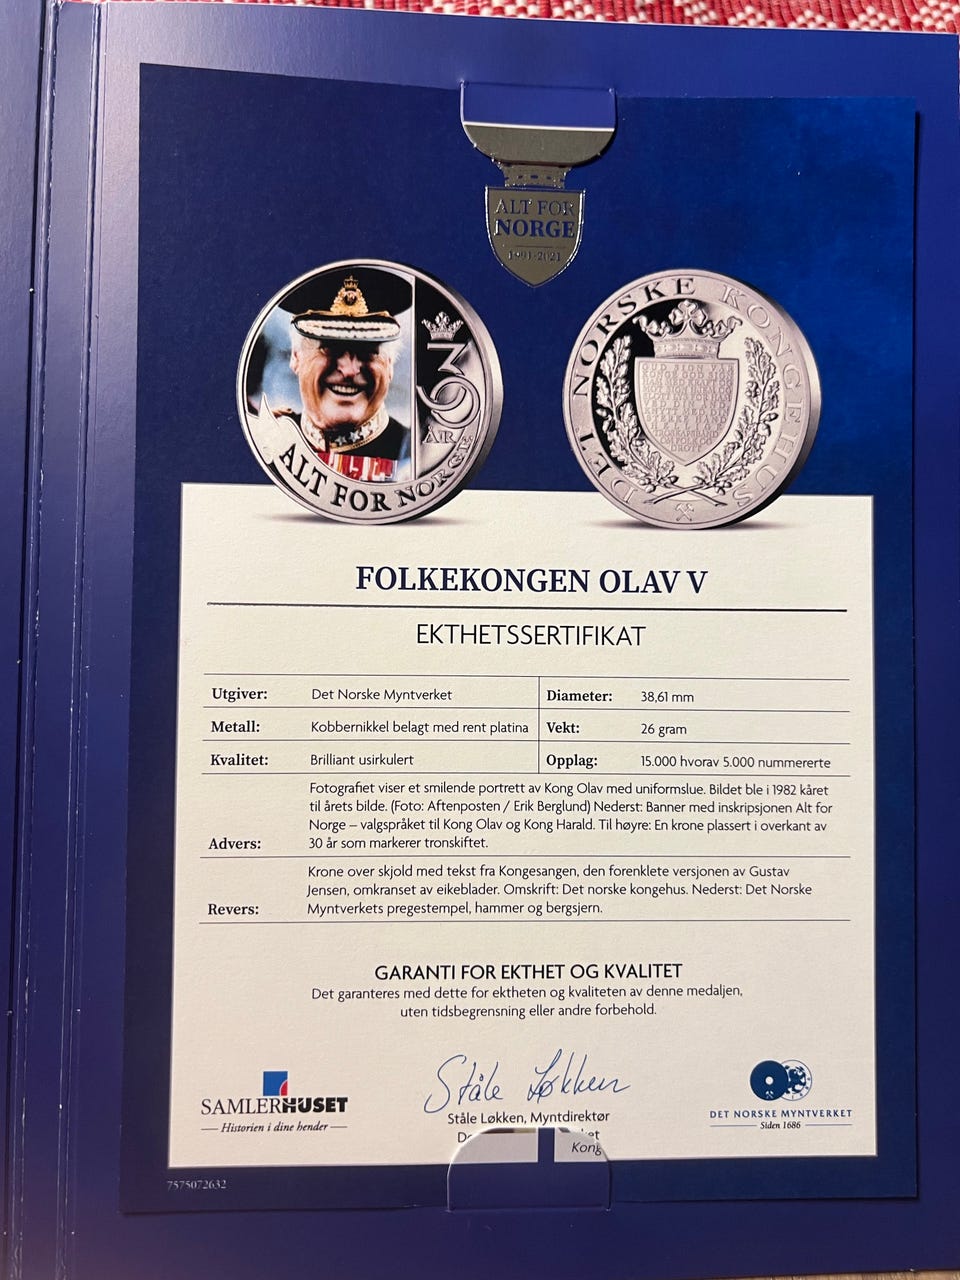 ALT FOR
NORGE
1991-2021
30
ÅR
ALT FOR NORGE
DET NORSKE KONGEHUS
FOLKEKONGEN OLAV V
EKTHETSSERTIFIKAT
Utgiver: Det Norske Myntverket Diameter: 38,61 mm
Metall: Kobbernikkel belagt med rent platina Vekt: 26 gram
Kvalitet: Brilliant usirkulert Opplag: 15.000 hvorav 5.000 nummererte
Fotografiet viser et smilende portrett av Kong Olav med uniformslue. Bildet ble i 1982 kåret
til årets bilde. (Foto: Aftenposten / Erik Berglund) Nederst: Banner med inskripsjonen Alt for
Norge – valgspråket til Kong Olav og Kong Harald. Til høyre: En krone plassert i overkant av
Advers: 30 år som markerer tronskiftet.
Krone over skjold med tekst fra Kongesangen, den forenklete versjonen av Gustav
Jensen, omkranset av eikeblader. Omskrift: Det norske kongehus. Nederst: Det Norske
Revers: Myntverkets pregestempel, hammer og bergsjern.
GARANTI FOR EKTHET OG KVALITET
Det garanteres med dette for ektheten og kvaliteten av denne medaljen,
uten tidsbegrensning eller andre forbehold.
Ståle Løkken
SAMLERHUSET
Historien i dine hender
Ståle Løkken, Myntdirektør
DET NORSKE MYNTVERKET
Siden 1686
7575072632